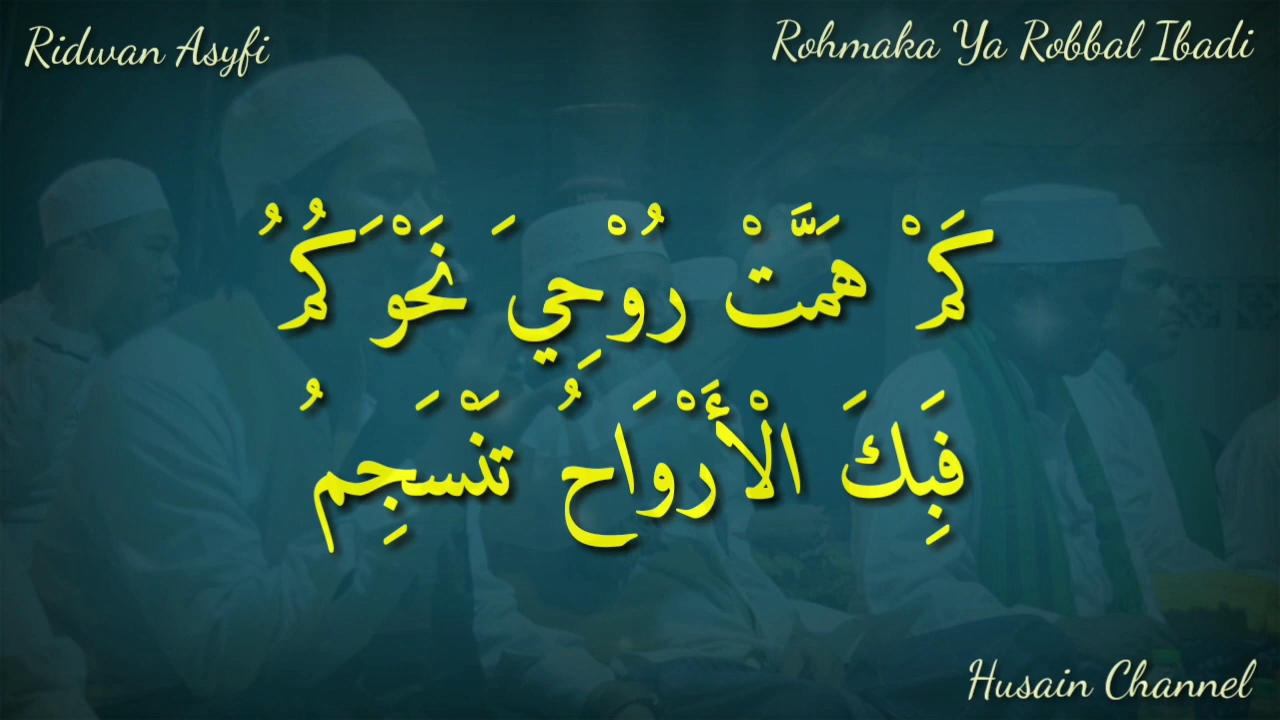 Ridwan Asyfi
Rohmaka Ya Robbal Ibadi
كَمْ هَمَّتْ رُوْحِيَ نَحْوَكُمُ
فَبِكَ الْأَرْوَاحُ تَنْسَجِمُ
Husain Channel